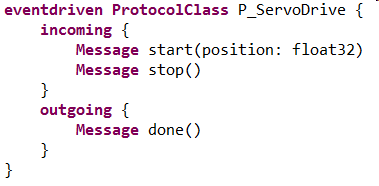 eventdriven ProtocolClass P_ServoDrive {
    incoming {
        Message start(position: float32)
        Message stop()
    }
    outgoing {
        Message done()
    }
}